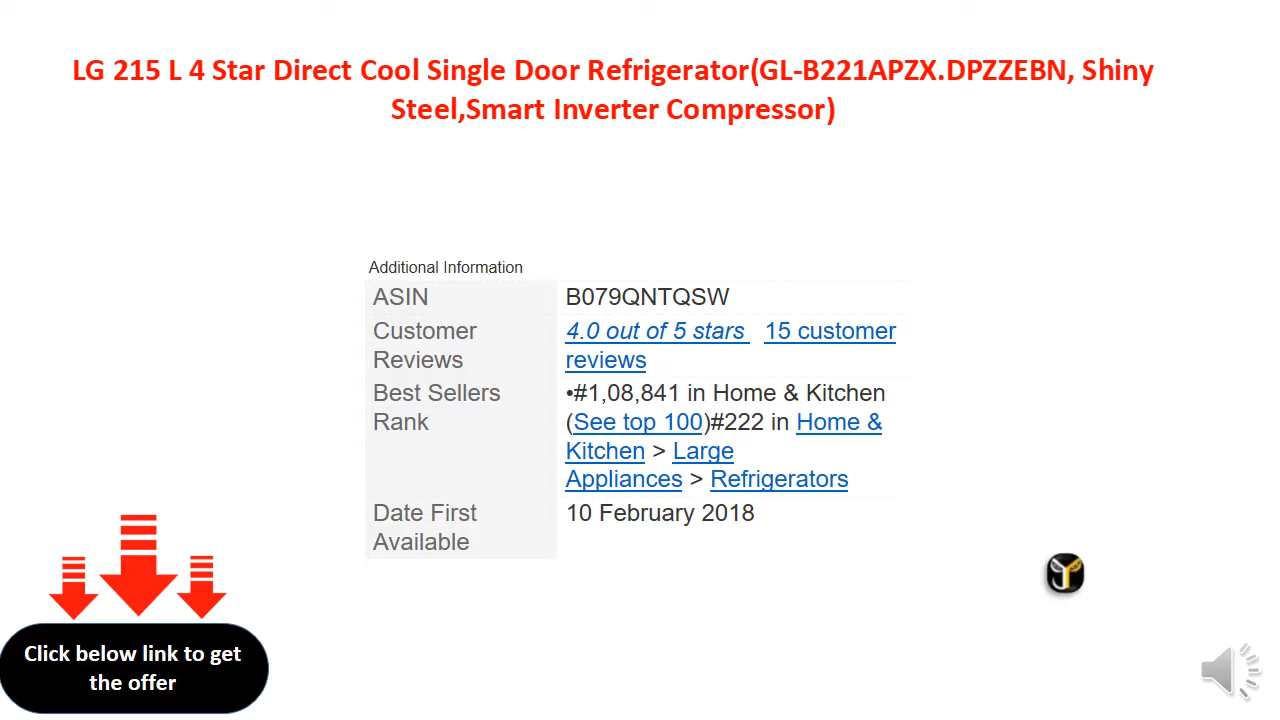 LG 215 L 4 Star Direct Cool Single Door Refrigerator(GL-B221APZX.DPZZEBN, Shiny
Steel,Smart Inverter Compressor)
Additional Information
ASIN B079QNTQSW
Customer 4.0 out of 5 stars 15 customer
Reviews reviews
Best Sellers •#1,08,841 in Home & Kitchen
Rank (See top 100)#222 in Home &
Kitchen > Large
Appliances > Refrigerators
Date First 10 February 2018
Available
Click below link to get
the offer